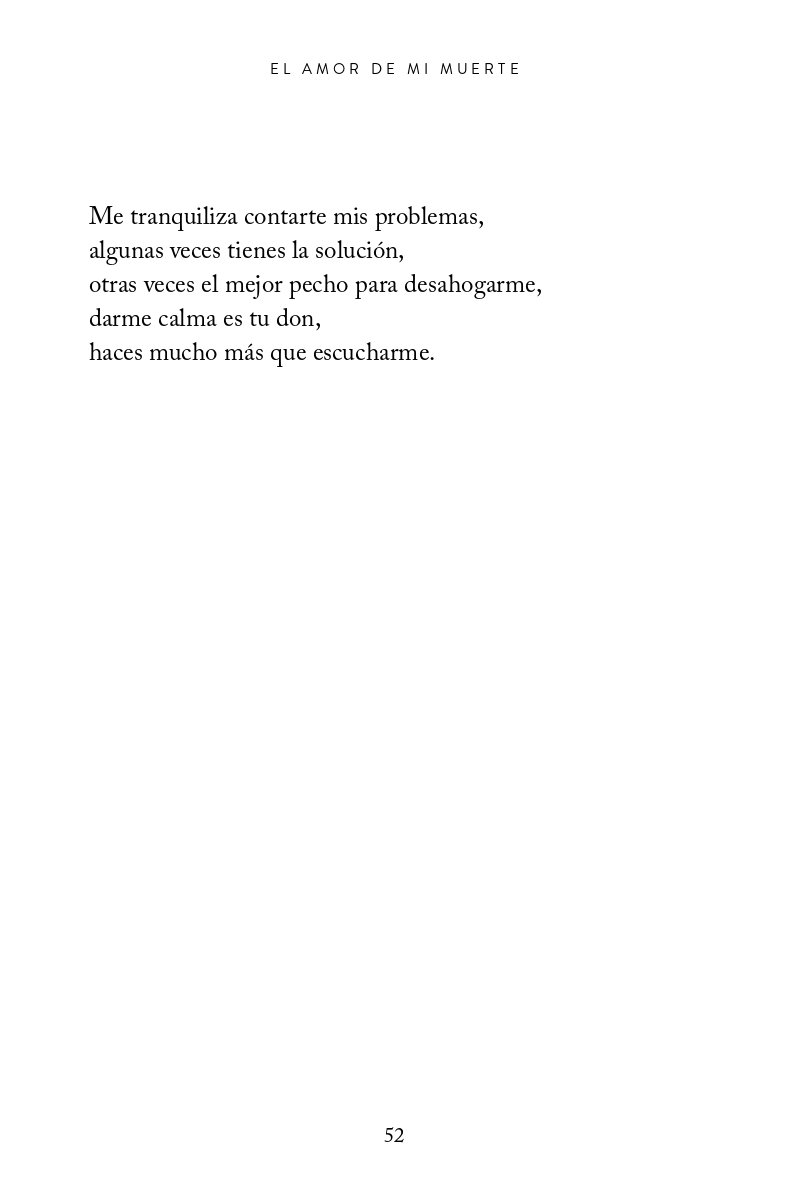 EL AMOR DE MI MUERTE
Me tranquiliza contarte mis problemas,
algunas veces tienes la solución,
otras veces el mejor pecho para desahogarme,
darme calma es tu don,
haces mucho más que escucharme.
52